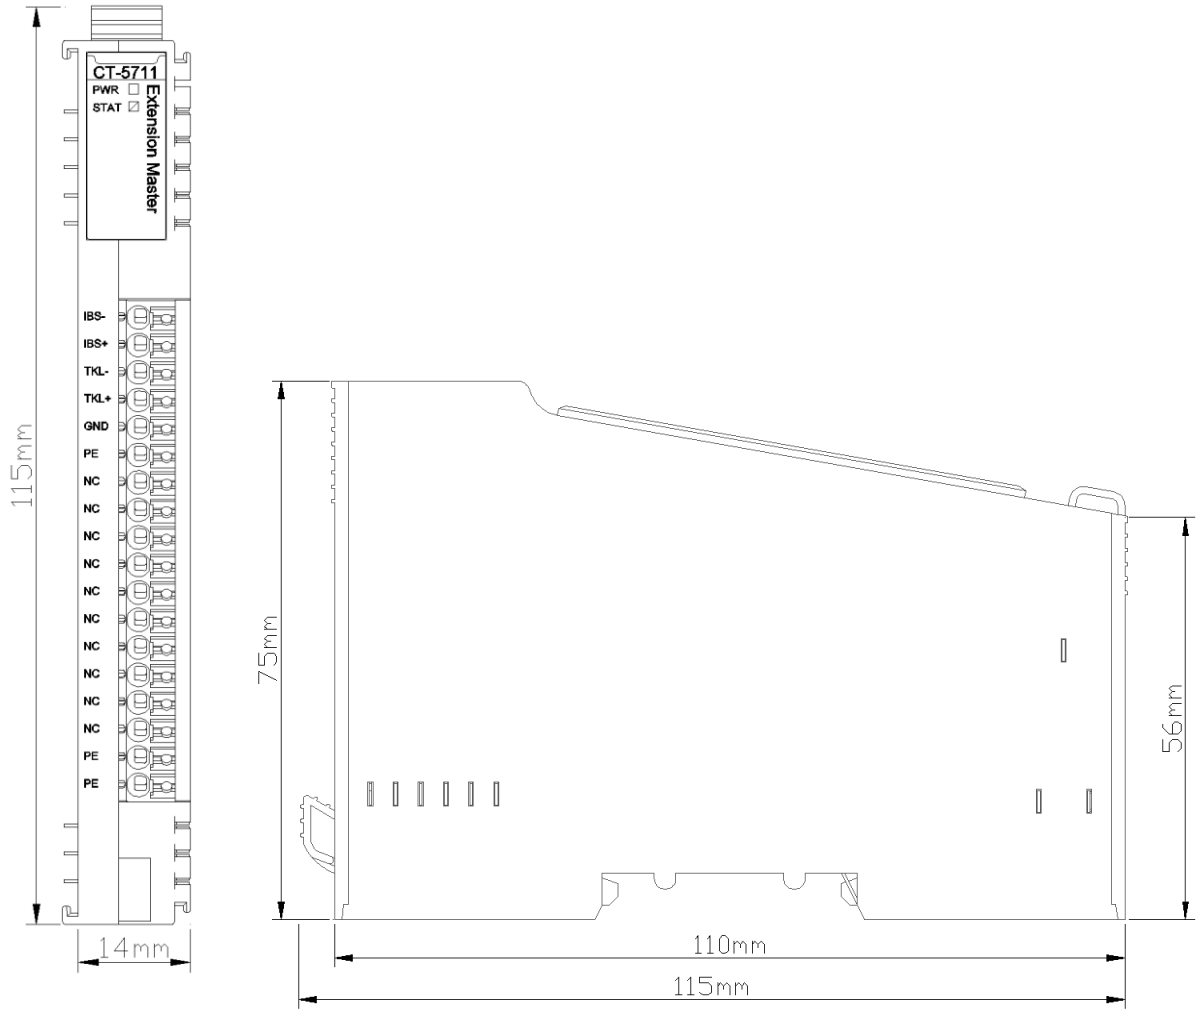 CT-5711
PWR
STAT
Extension Master
IBS-
IBS+
TKL-
TKL+
GND
PE
NC
NC
NC
NC
NC
NC
NC
NC
NC
NC
PE
PE
115mm
14mm
75mm
56mm
110mm
115mm